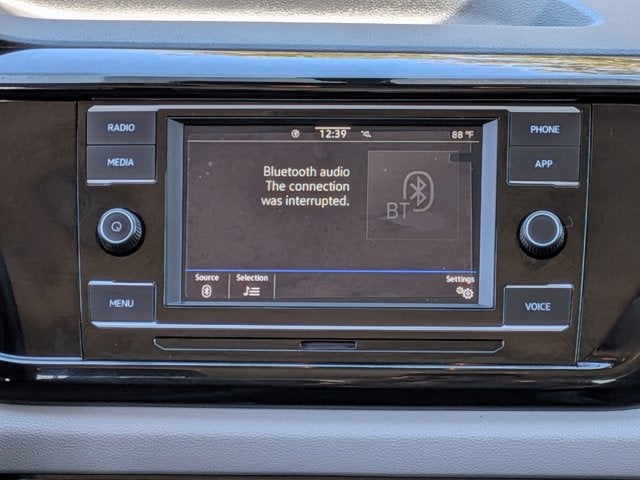 RADIO
MEDIA
MENU
12:39
88 °F
Bluetooth audio
The connection
was interrupted.
BT
Source
Selection
Settings
PHONE
APP
VOICE